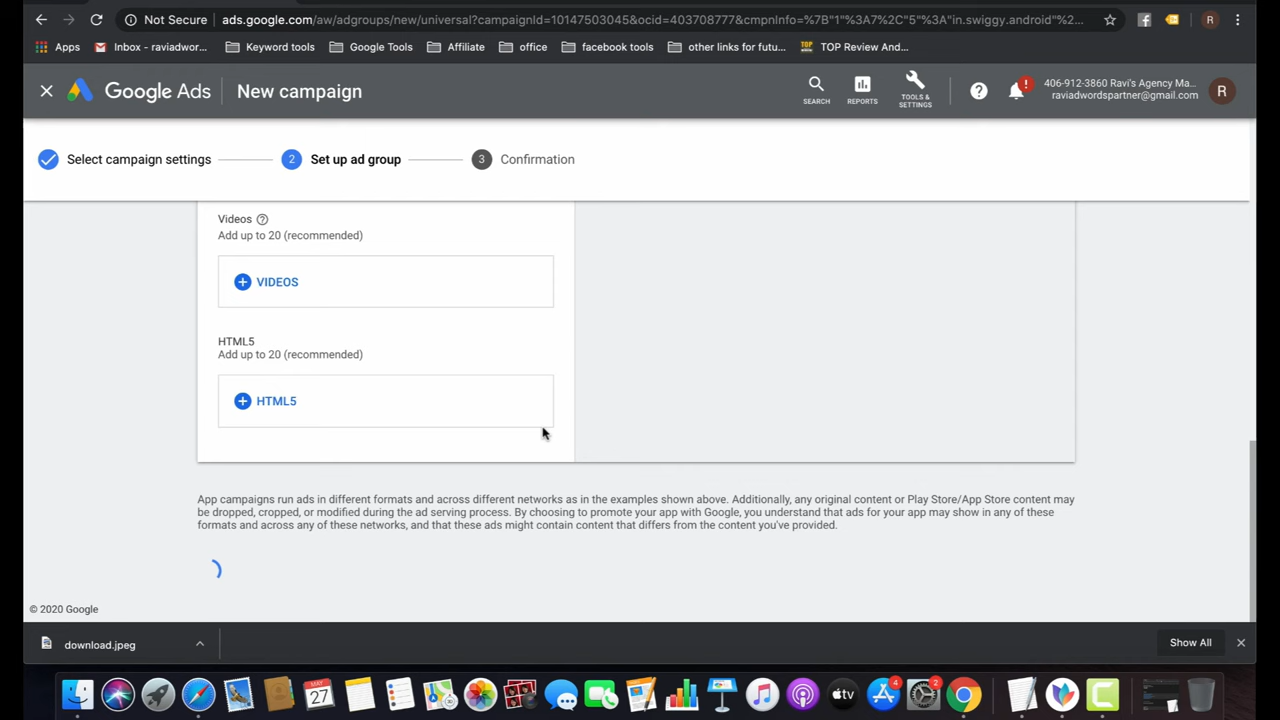 Not Secure ads.google.com/aw/adgroups/new/universal?campaignId=10147503045&ocid=403708777&cmpnInfo=%7B"1"%3A7%2C"5"%3A"in.swiggy.android"%2... R
Apps Inbox - raviadwor... Keyword tools Google Tools Affiliate office facebook tools other links for futu... TOP Review And...
Google Ads New campaign SEARCH REPORTS TOOLS & SETTINGS 406-912-3860 Ravi's Agency Ma... R
raviadwordspartner@gmail.com
Select campaign settings 2 Set up ad group 3 Confirmation
Videos
Add up to 20 (recommended)
VIDEOS
HTML5
Add up to 20 (recommended)
HTML5
App campaigns run ads in different formats and across different networks as in the examples shown above. Additionally, any original content or Play Store/App Store content may
be dropped, cropped, or modified during the ad serving process. By choosing to promote your app with Google, you understand that ads for your app may show in any of these
formats and across any of these networks, and that these ads might contain content that differs from the content you've provided.
© 2020 Google
download.jpeg Show All
MAY 27 tv 4 2